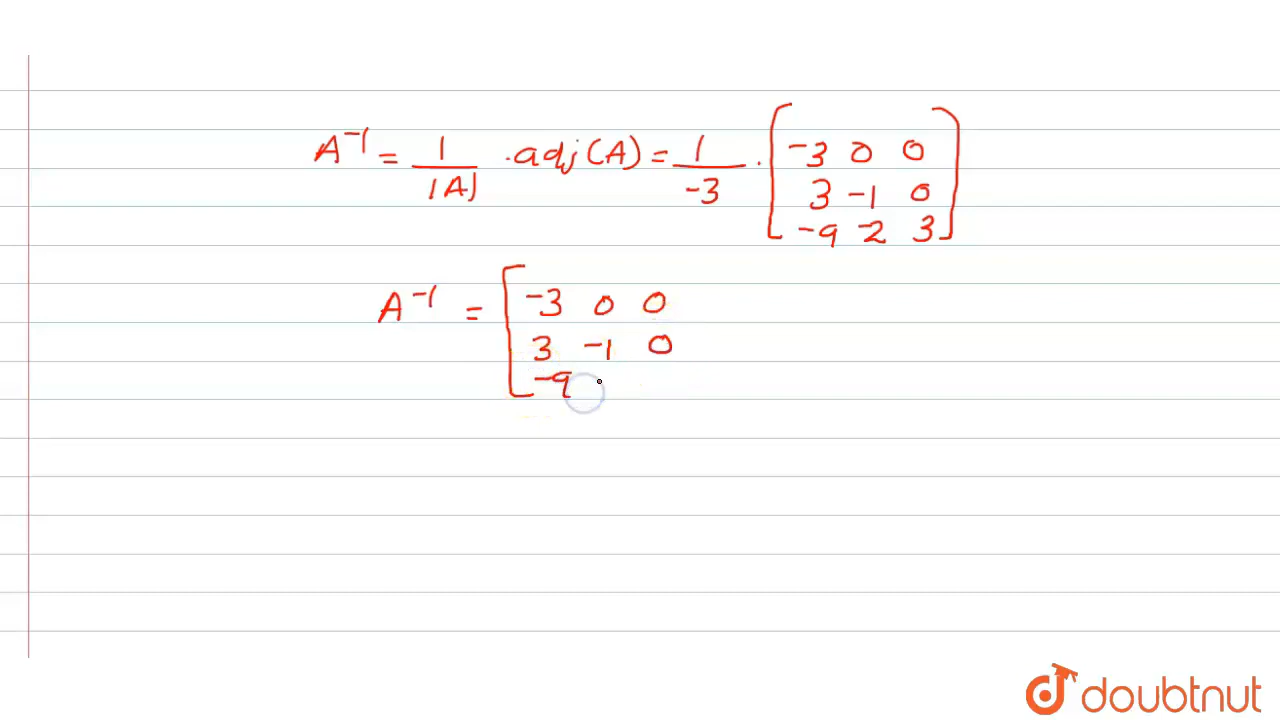 A⁻¹ = 1/|A| · adj(A) = 1/-3 · [ -3 0 0
3 -1 0
-9 -2 3 ]
A⁻¹ = [ -3 0 0
3 -1 0
-9
doubtnut